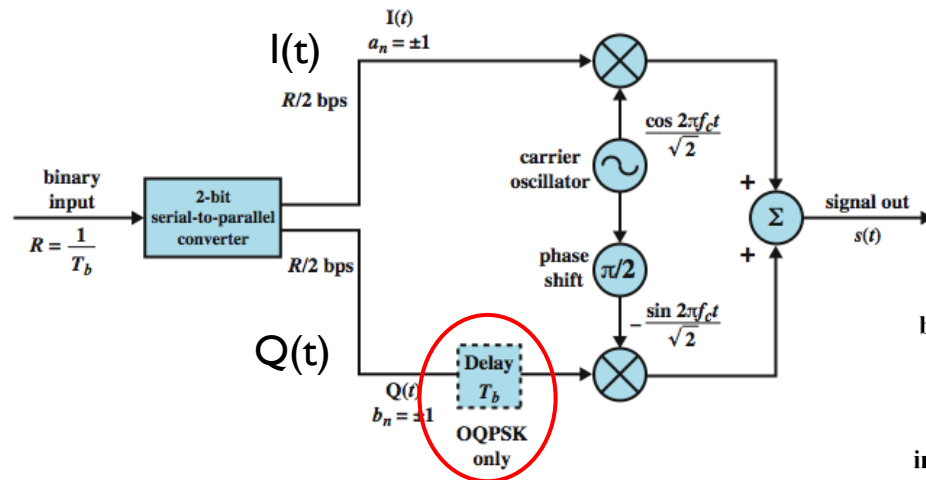 I(t)
I(t)
aₙ = ±1
R/2 bps
binary
input
R = 1/T_b
2-bit
serial-to-parallel
converter
carrier
oscillator
cos 2πf_ct/√2
+
Σ
+
signal out
s(t)
R/2 bps
phase
shift
π/2
− sin 2πf_ct/√2
Q(t)
Q(t)
bₙ = ±1
Delay
T_b
OQPSK
only
b
in